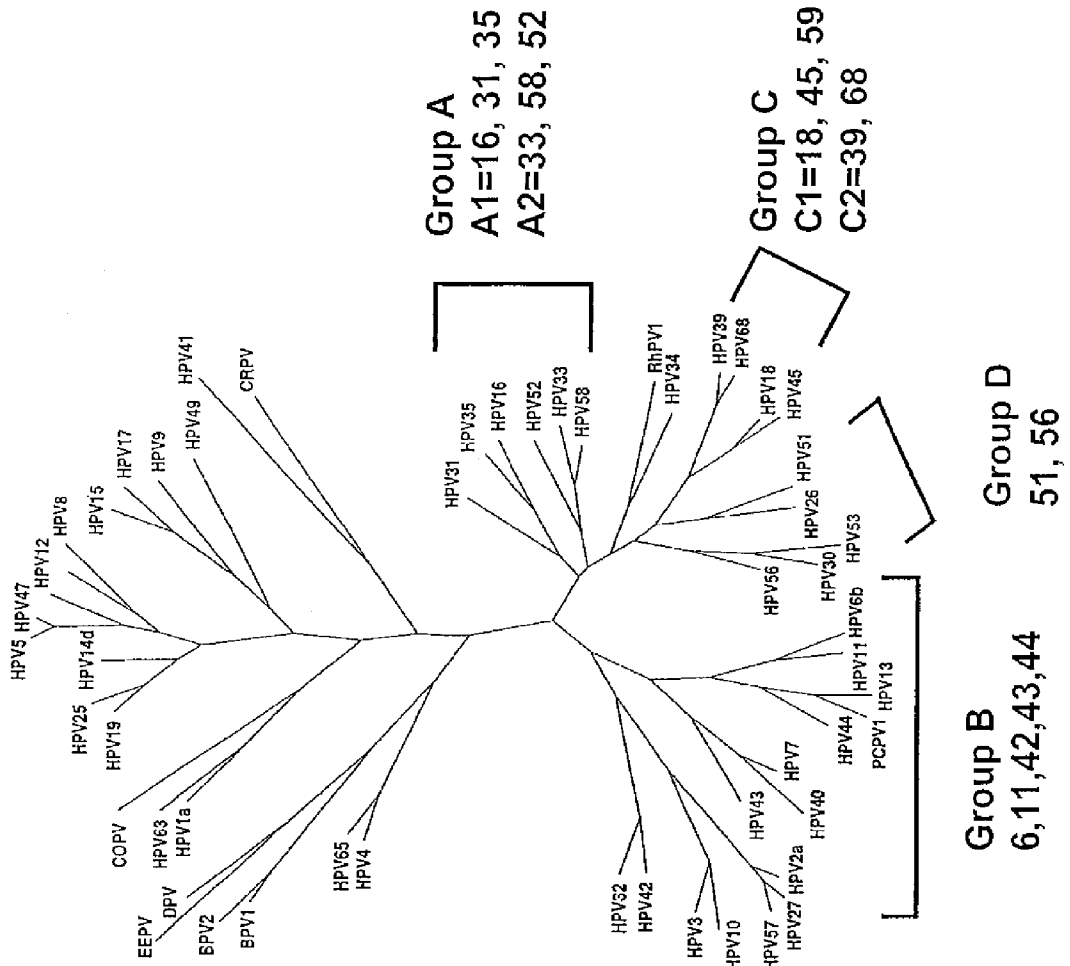 HPV5
HPV47
HPV12
HPV8
HPV15
HPV17
HPV9
HPV49
HPV41
CRPV
HPV14d
HPV25
HPV19
COPV
HPV63
HPV1a
EEPV
DPV
BPV2
BPV1
HPV65
HPV4
HPV31
HPV35
HPV16
HPV52
HPV33
HPV58
RhPV1
HPV34
HPV39
HPV68
HPV18
HPV45
HPV51
HPV26
HPV53
HPV30
HPV56
HPV6b
HPV11
HPV13
PCPV1
HPV44
HPV7
HPV40
HPV43
HPV2a
HPV27
HPV57
HPV10
HPV3
HPV42
HPV32
Group A
A1=16, 31, 35
A2=33, 58, 52
Group C
C1=18, 45, 59
C2=39, 68
Group D
51, 56
Group B
6,11,42,43,44